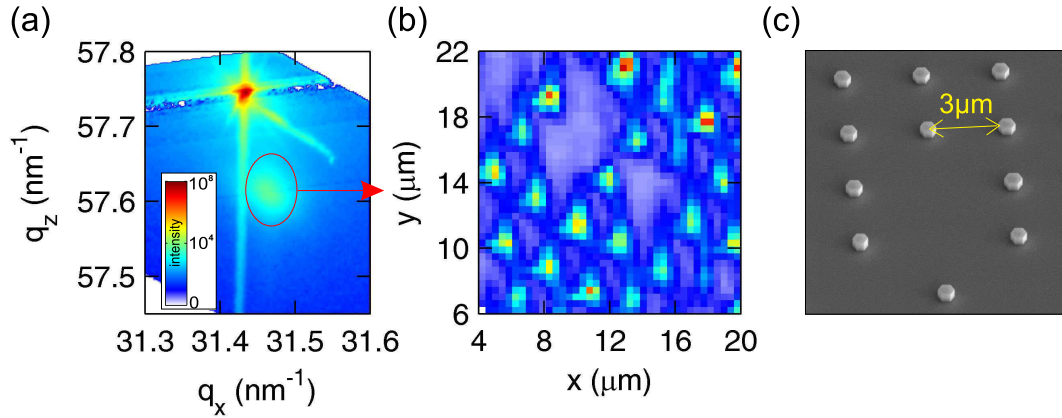 (a)
57.8
57.7
57.6
57.5
q_z (nm^-1)
10^8
10^4
0
intensity
31.3 31.4 31.5 31.6
q_x (nm^-1)
(b)
22
18
14
10
6
y (μm)
4 8 12 16 20
x (μm)
(c)
3μm